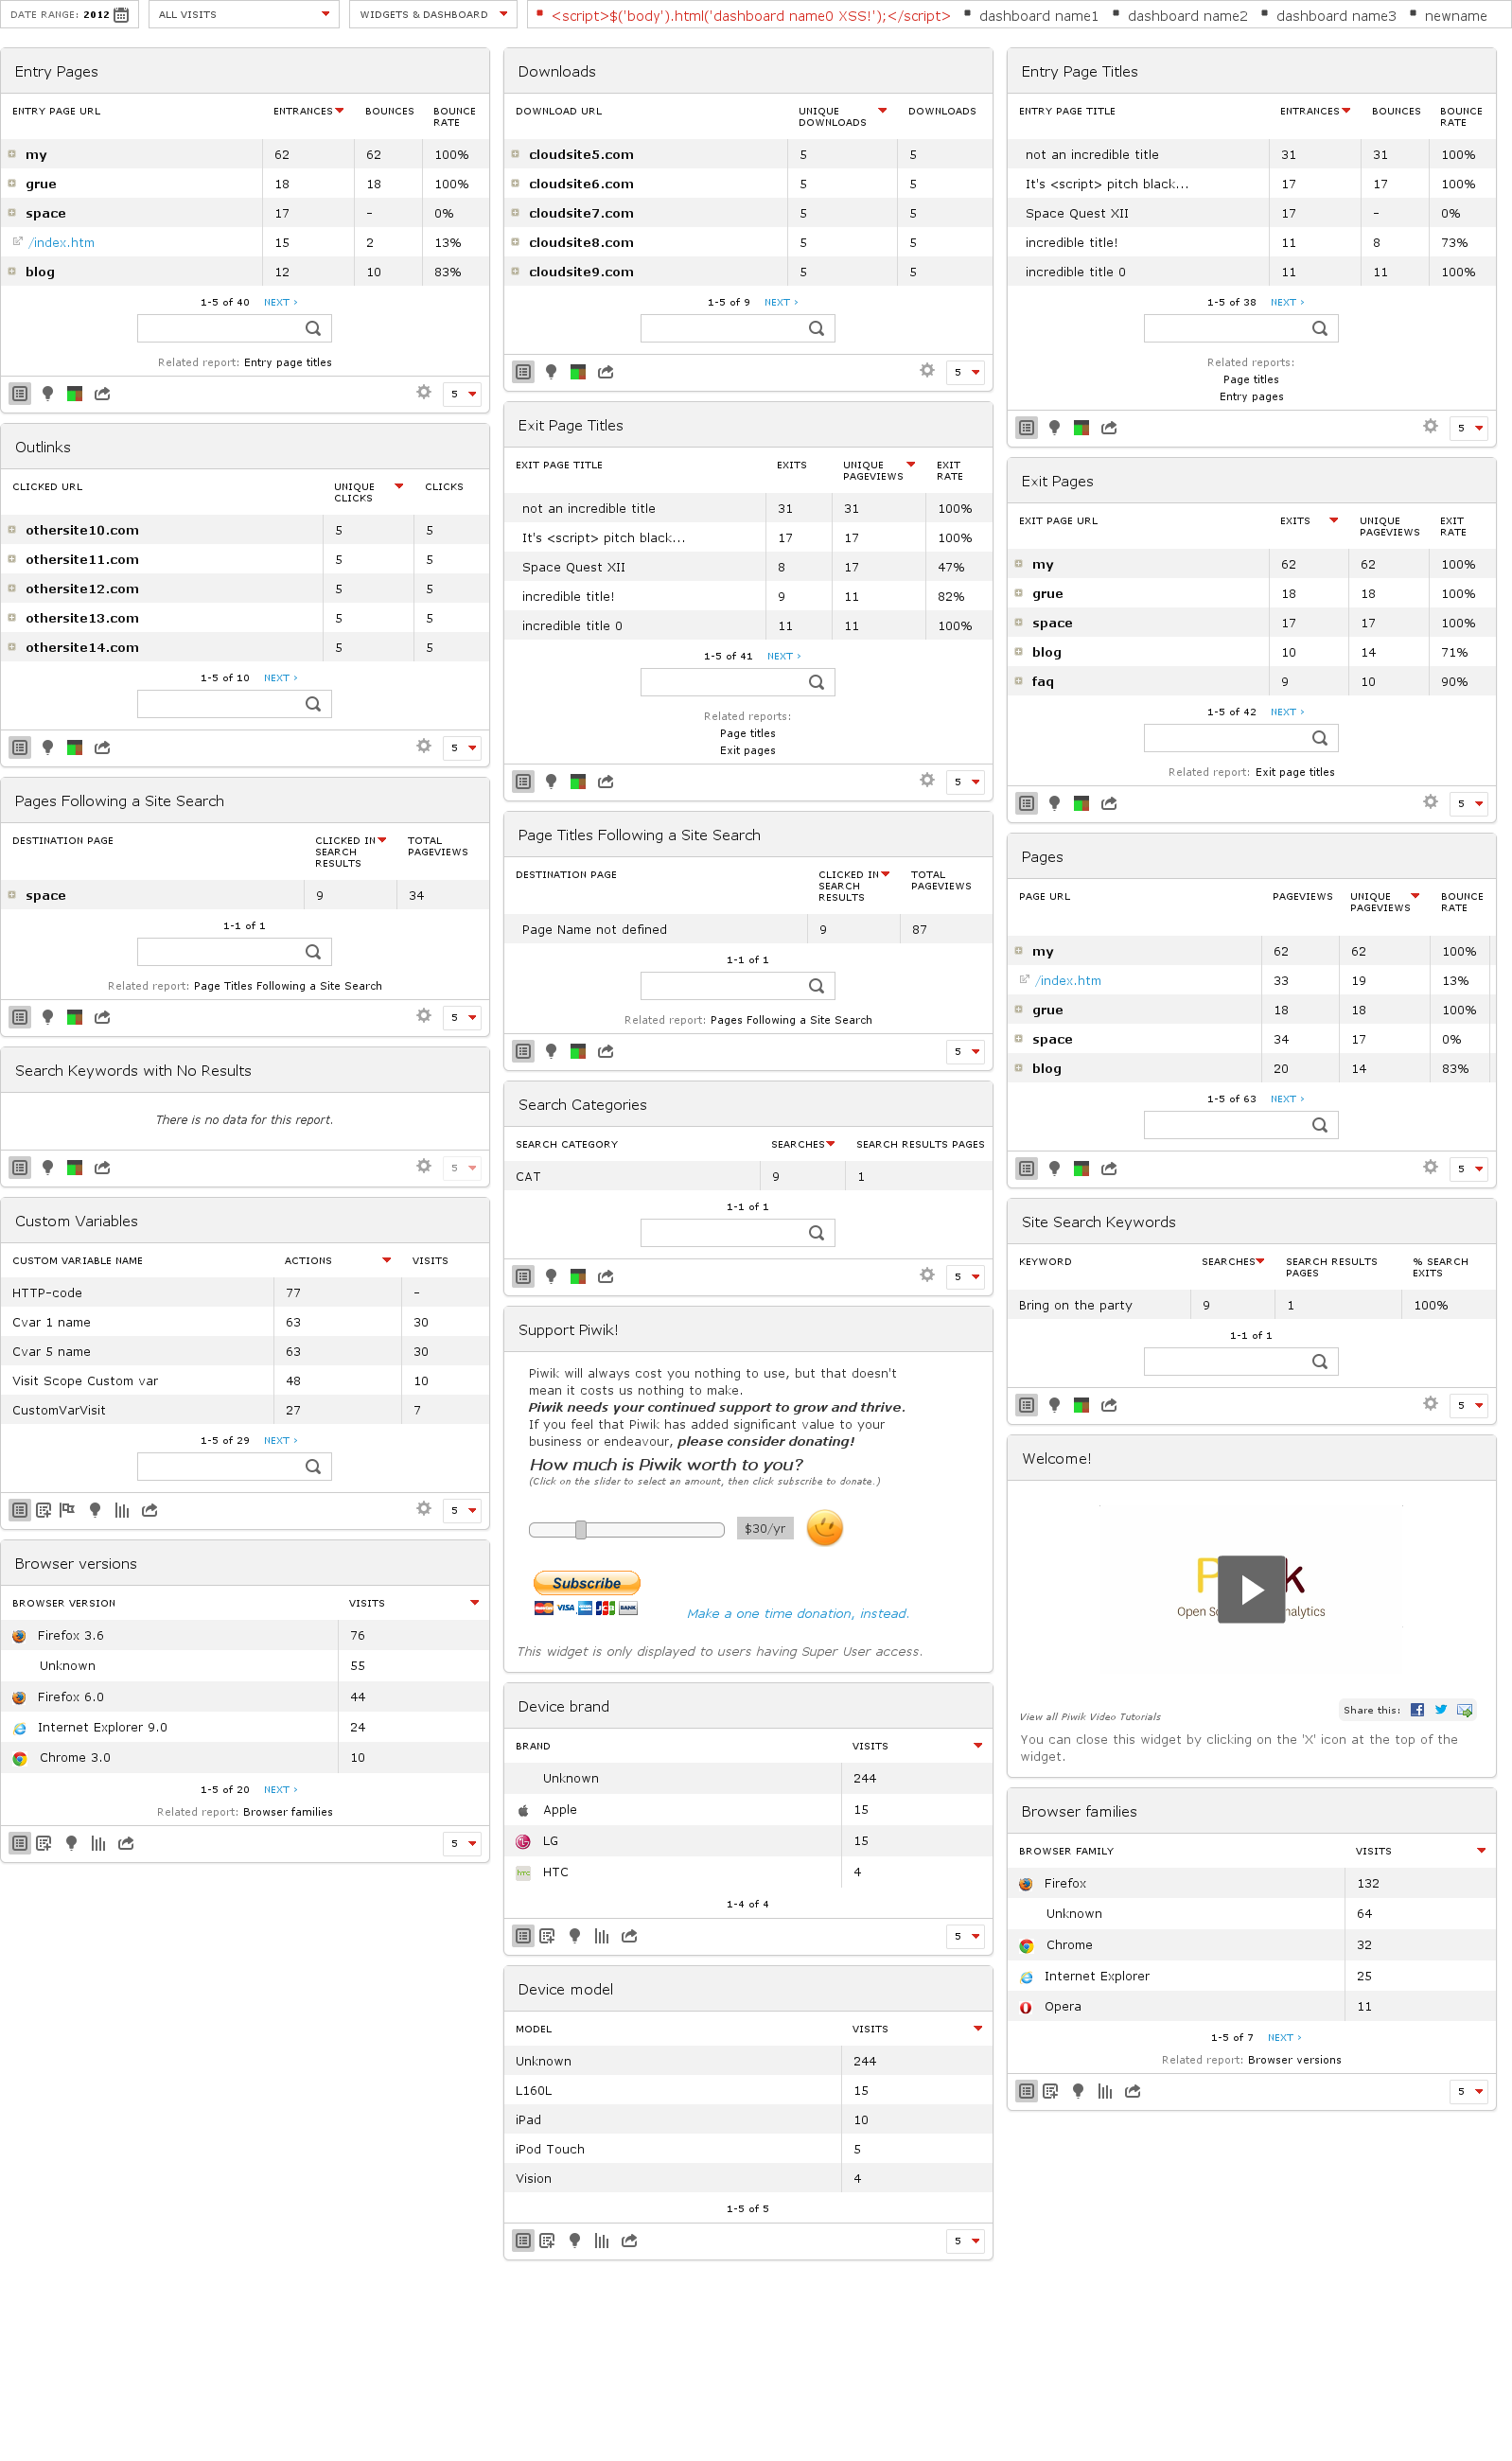 DATE RANGE: 2012
ALL VISITS
WIDGETS & DASHBOARD
<script>$('body').html('dashboard name0 XSS!');</script> dashboard name1 dashboard name2 dashboard name3 newname
Entry Pages
ENTRY PAGE URL ENTRANCES BOUNCES BOUNCE RATE
my 62 62 100%
grue 18 18 100%
space 17 - 0%
/index.htm 15 2 13%
blog 12 10 83%
1-5 of 40 NEXT ›
Related report: Entry page titles
5
Outlinks
CLICKED URL UNIQUE CLICKS CLICKS
othersite10.com 5 5
othersite11.com 5 5
othersite12.com 5 5
othersite13.com 5 5
othersite14.com 5 5
1-5 of 10 NEXT ›
5
Pages Following a Site Search
DESTINATION PAGE CLICKED IN SEARCH RESULTS TOTAL PAGEVIEWS
space 9 34
1-1 of 1
Related report: Page Titles Following a Site Search
5
Search Keywords with No Results
There is no data for this report.
5
Custom Variables
CUSTOM VARIABLE NAME ACTIONS VISITS
HTTP-code 77 -
Cvar 1 name 63 30
Cvar 5 name 63 30
Visit Scope Custom var 48 10
CustomVarVisit 27 7
1-5 of 29 NEXT ›
5
Browser versions
BROWSER VERSION VISITS
Firefox 3.6 76
Unknown 55
Firefox 6.0 44
Internet Explorer 9.0 24
Chrome 3.0 10
1-5 of 20 NEXT ›
Related report: Browser families
5
Downloads
DOWNLOAD URL UNIQUE DOWNLOADS DOWNLOADS
cloudsite5.com 5 5
cloudsite6.com 5 5
cloudsite7.com 5 5
cloudsite8.com 5 5
cloudsite9.com 5 5
1-5 of 9 NEXT ›
5
Exit Page Titles
EXIT PAGE TITLE EXITS UNIQUE PAGEVIEWS EXIT RATE
not an incredible title 31 31 100%
It's <script> pitch black... 17 17 100%
Space Quest XII 8 17 47%
incredible title! 9 11 82%
incredible title 0 11 11 100%
1-5 of 41 NEXT ›
Related reports:
Page titles
Exit pages
5
Page Titles Following a Site Search
DESTINATION PAGE CLICKED IN SEARCH RESULTS TOTAL PAGEVIEWS
Page Name not defined 9 87
1-1 of 1
Related report: Pages Following a Site Search
5
Search Categories
SEARCH CATEGORY SEARCHES SEARCH RESULTS PAGES
CAT 9 1
1-1 of 1
5
Support Piwik!
Piwik will always cost you nothing to use, but that doesn't
mean it costs us nothing to make.
Piwik needs your continued support to grow and thrive.
If you feel that Piwik has added significant value to your
business or endeavour, please consider donating!
How much is Piwik worth to you?
(Click on the slider to select an amount, then click subscribe to donate.)
$30/yr
Subscribe
VISA BANK
Make a one time donation, instead.
This widget is only displayed to users having Super User access.
Device brand
BRAND VISITS
Unknown 244
Apple 15
LG 15
HTC 4
1-4 of 4
5
Device model
MODEL VISITS
Unknown 244
L160L 15
iPad 10
iPod Touch 5
Vision 4
1-5 of 5
5
Entry Page Titles
ENTRY PAGE TITLE ENTRANCES BOUNCES BOUNCE RATE
not an incredible title 31 31 100%
It's <script> pitch black... 17 17 100%
Space Quest XII 17 - 0%
incredible title! 11 8 73%
incredible title 0 11 11 100%
1-5 of 38 NEXT ›
Related reports:
Page titles
Entry pages
5
Exit Pages
EXIT PAGE URL EXITS UNIQUE PAGEVIEWS EXIT RATE
my 62 62 100%
grue 18 18 100%
space 17 17 100%
blog 10 14 71%
faq 9 10 90%
1-5 of 42 NEXT ›
Related report: Exit page titles
5
Pages
PAGE URL PAGEVIEWS UNIQUE PAGEVIEWS BOUNCE RATE
my 62 62 100%
/index.htm 33 19 13%
grue 18 18 100%
space 34 17 0%
blog 20 14 83%
1-5 of 63 NEXT ›
5
Site Search Keywords
KEYWORD SEARCHES SEARCH RESULTS PAGES % SEARCH EXITS
Bring on the party 9 1 100%
1-1 of 1
5
Welcome!
View all Piwik Video Tutorials
Share this:
You can close this widget by clicking on the 'X' icon at the top of the
widget.
Browser families
BROWSER FAMILY VISITS
Firefox 132
Unknown 64
Chrome 32
Internet Explorer 25
Opera 11
1-5 of 7 NEXT ›
Related report: Browser versions
5